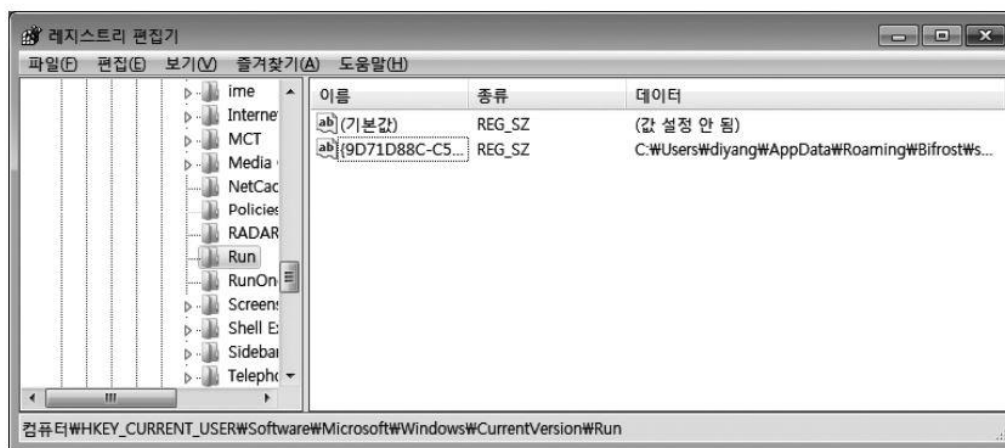 레지스트리 편집기
파일(F) 편집(E) 보기(V) 즐겨찾기(A) 도움말(H)
ime
Interne
MCT
Media
NetCac
Policies
RADAR
Run
RunOn
Screens
Shell E
Sidebar
Teleph
이름 종류 데이터
(기본값) REG_SZ (값 설정 안 됨)
{9D71D88C-C5... REG_SZ C:₩Users₩diyang₩AppData₩Roaming₩Bifrost₩s...
컴퓨터₩HKEY_CURRENT_USER₩Software₩Microsoft₩Windows₩CurrentVersion₩Run